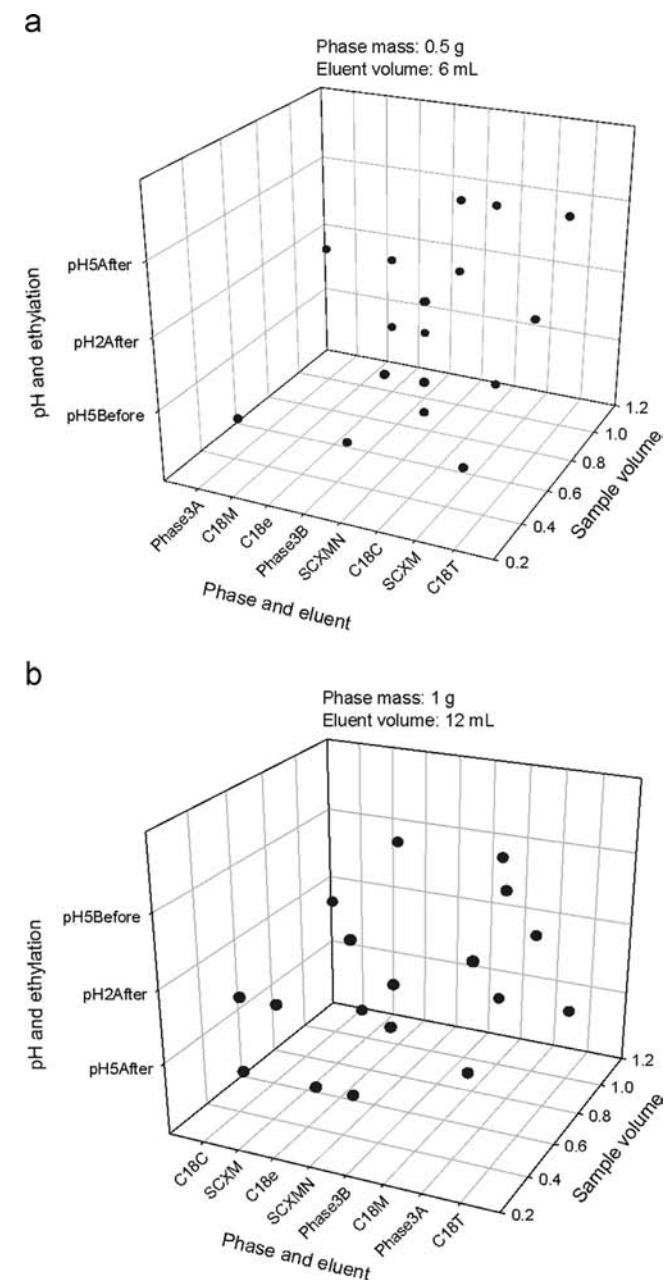 a
Phase mass: 0.5 g
Eluent volume: 6 mL
pH5After
pH2After
pH5Before
pH and ethylation
1.2
1.0
0.8
0.6
0.4
0.2
Sample volume
Phase3A
C18M
C18e
Phase3B
SCXMN
C18C
SCXM
C18T
Phase and eluent
b
Phase mass: 1 g
Eluent volume: 12 mL
pH5Before
pH2After
pH5After
pH and ethylation
1.2
1.0
0.8
0.6
0.4
0.2
Sample volume
C18C
SCXM
C18e
SCXMN
Phase3B
C18M
Phase3A
C18T
Phase and eluent